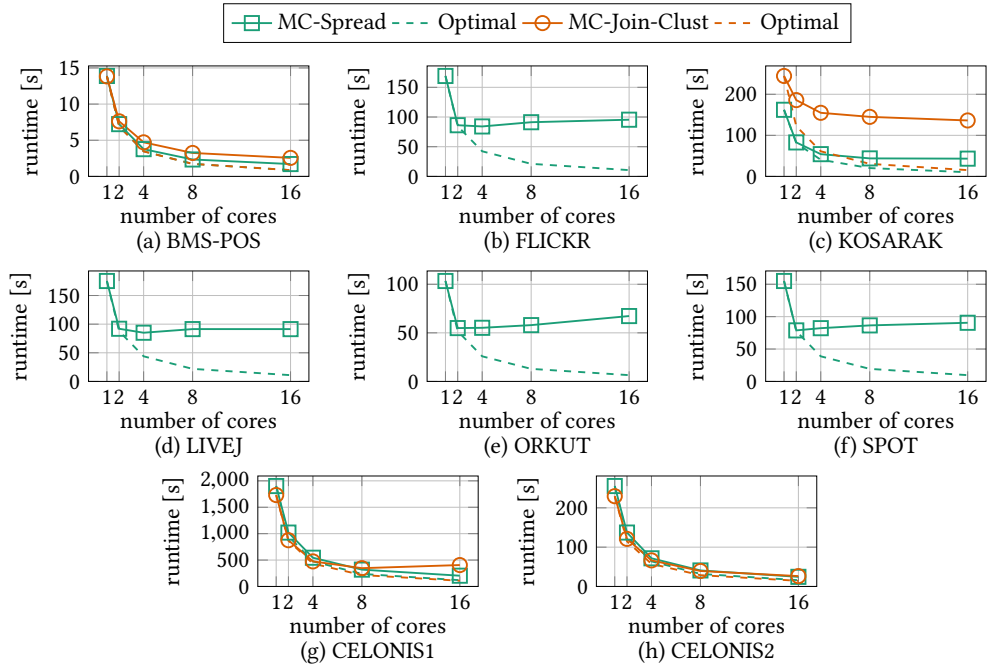 MC-Spread Optimal MC-Join-Clust Optimal
runtime [s]
15
10
5
0
1 2 4 8 16
number of cores
(a) BMS-POS
runtime [s]
150
100
50
0
1 2 4 8 16
number of cores
(b) FLICKR
runtime [s]
200
100
0
1 2 4 8 16
number of cores
(c) KOSARAK
runtime [s]
150
100
50
0
1 2 4 8 16
number of cores
(d) LIVEJ
runtime [s]
100
50
0
1 2 4 8 16
number of cores
(e) ORKUT
runtime [s]
150
100
50
0
1 2 4 8 16
number of cores
(f) SPOT
runtime [s]
2,000
1,500
1,000
500
0
1 2 4 8 16
number of cores
(g) CELONIS1
runtime [s]
200
100
0
1 2 4 8 16
number of cores
(h) CELONIS2